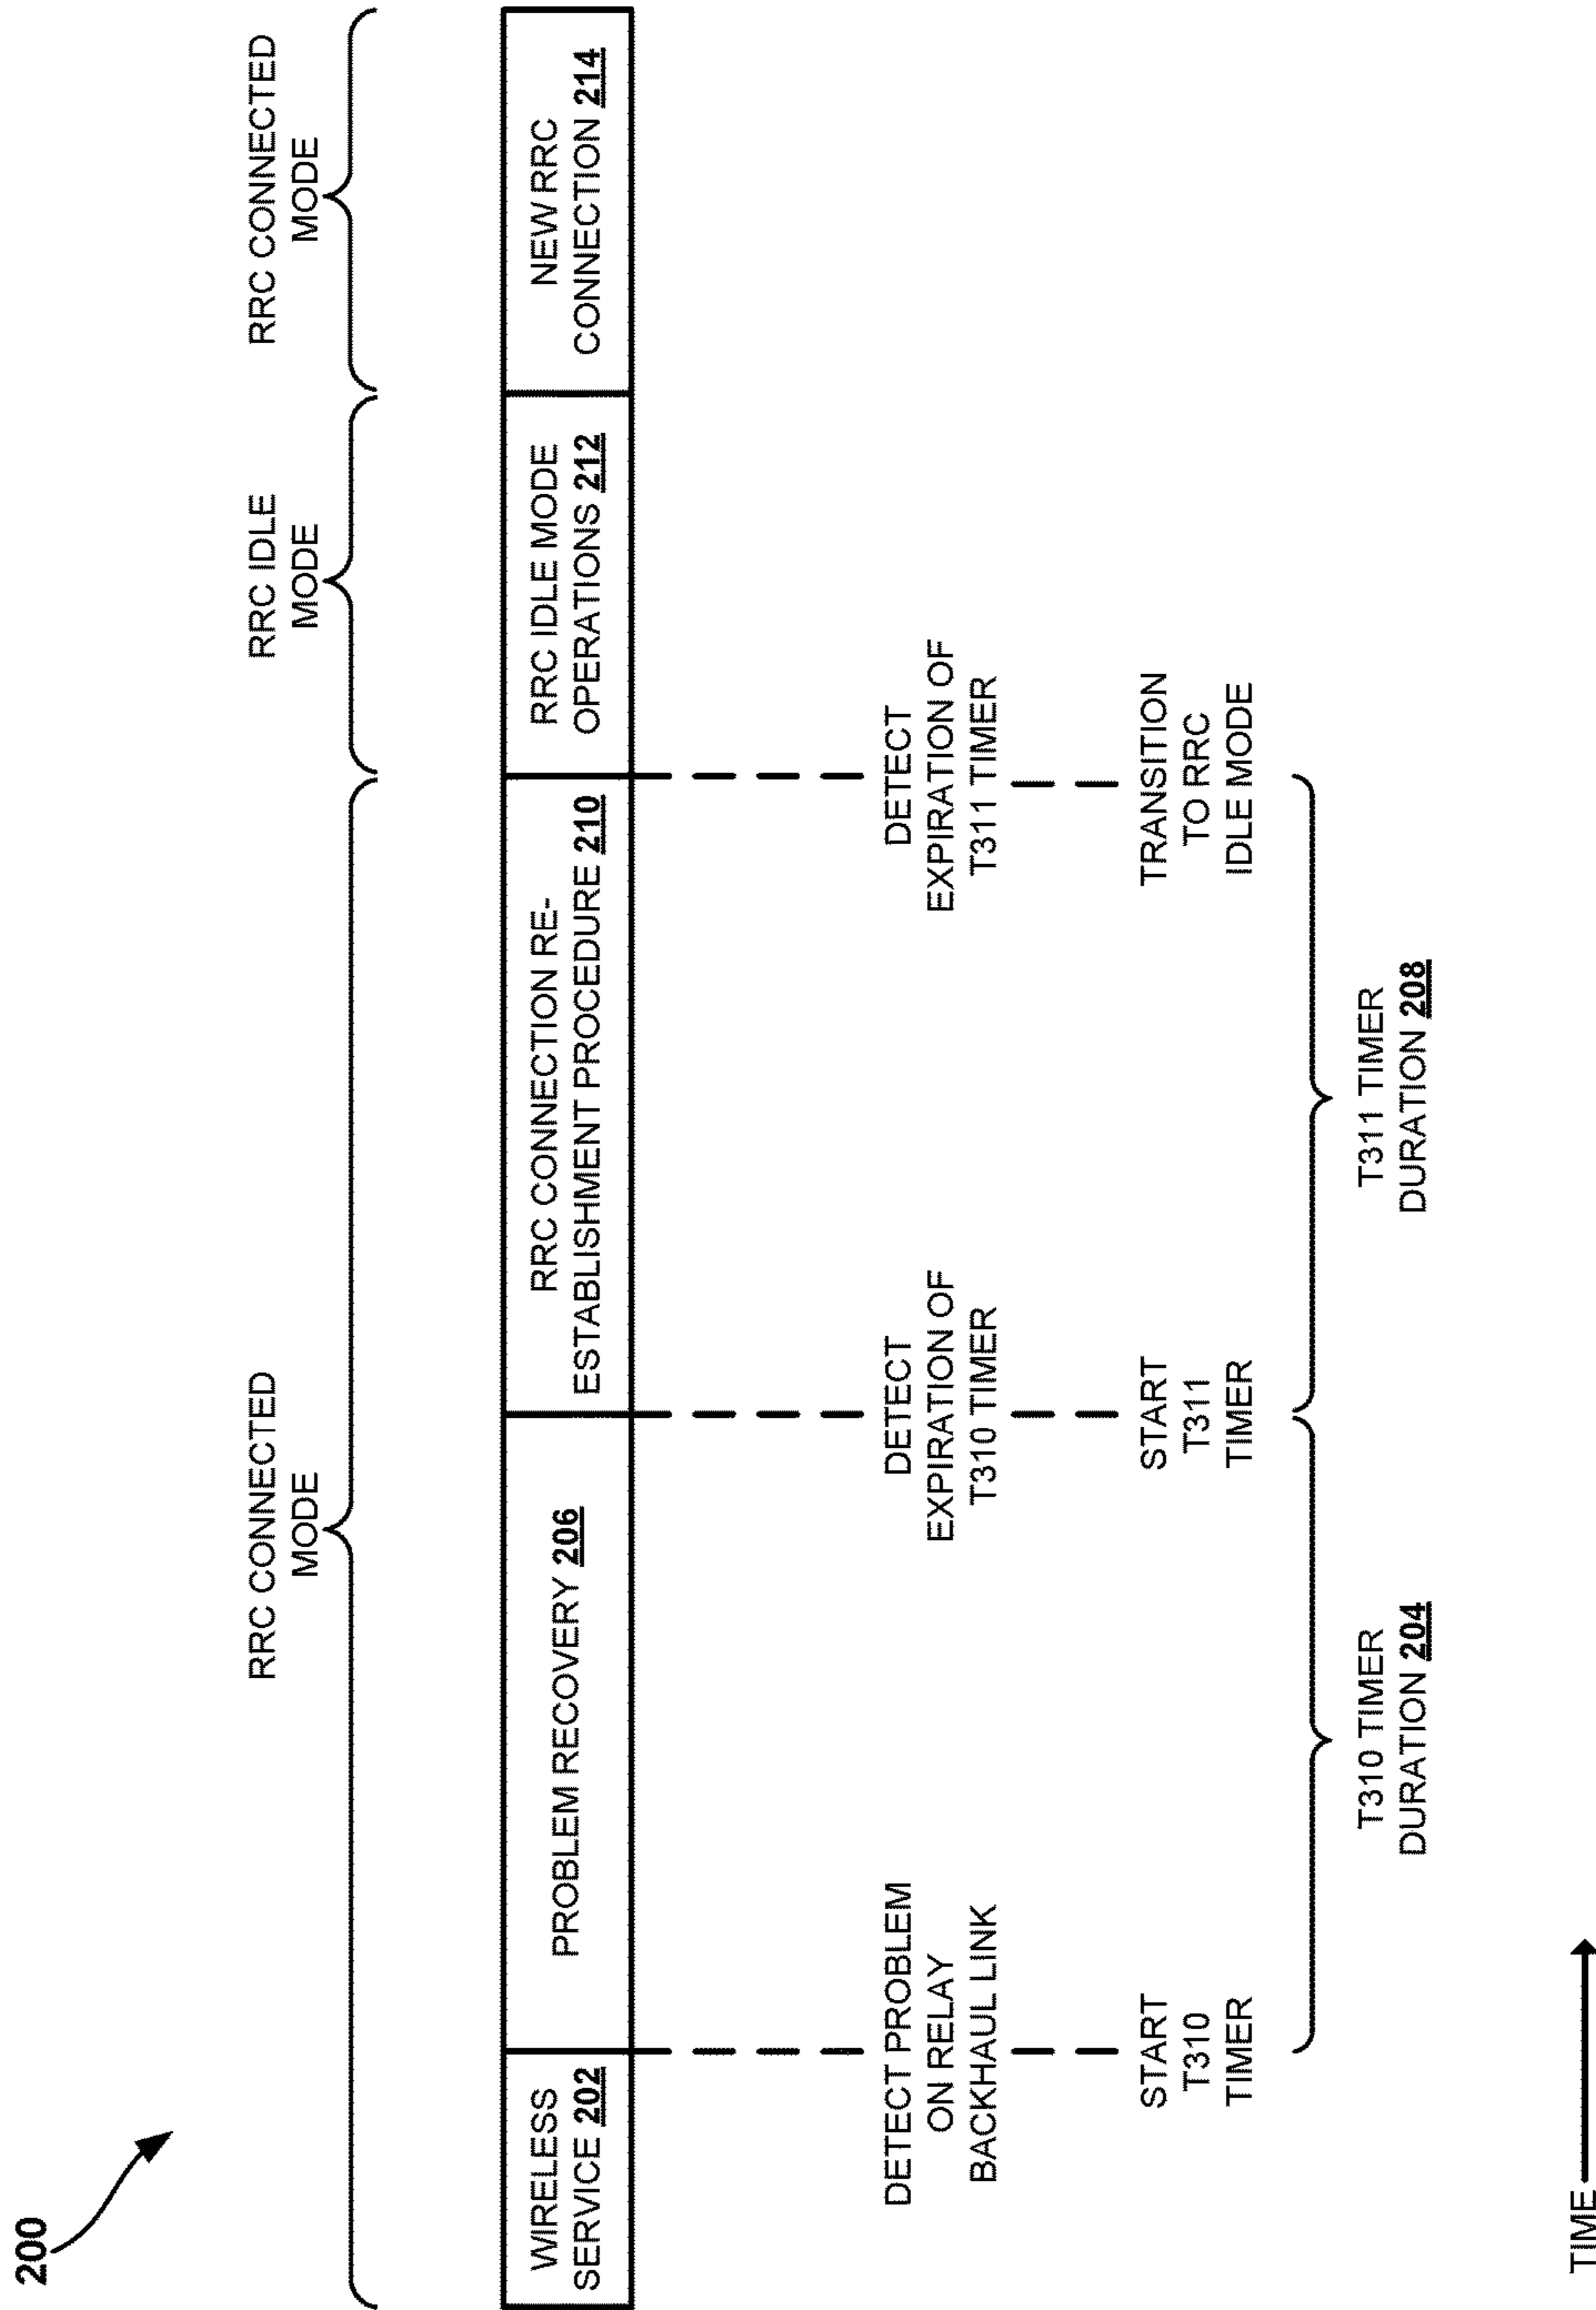 200
RRC CONNECTED
MODE
RRC IDLE
MODE
RRC CONNECTED
MODE
WIRELESS
SERVICE 202
PROBLEM RECOVERY 206
RRC CONNECTION RE-
ESTABLISHMENT PROCEDURE 210
RRC IDLE MODE
OPERATIONS 212
NEW RRC
CONNECTION 214
DETECT PROBLEM
ON RELAY
BACKHAUL LINK
DETECT
EXPIRATION OF
T310 TIMER
DETECT
EXPIRATION OF
T311 TIMER
START
T310
TIMER
START
T311
TIMER
TRANSITION
TO RRC
IDLE MODE
T310 TIMER
DURATION 204
T311 TIMER
DURATION 208
TIME